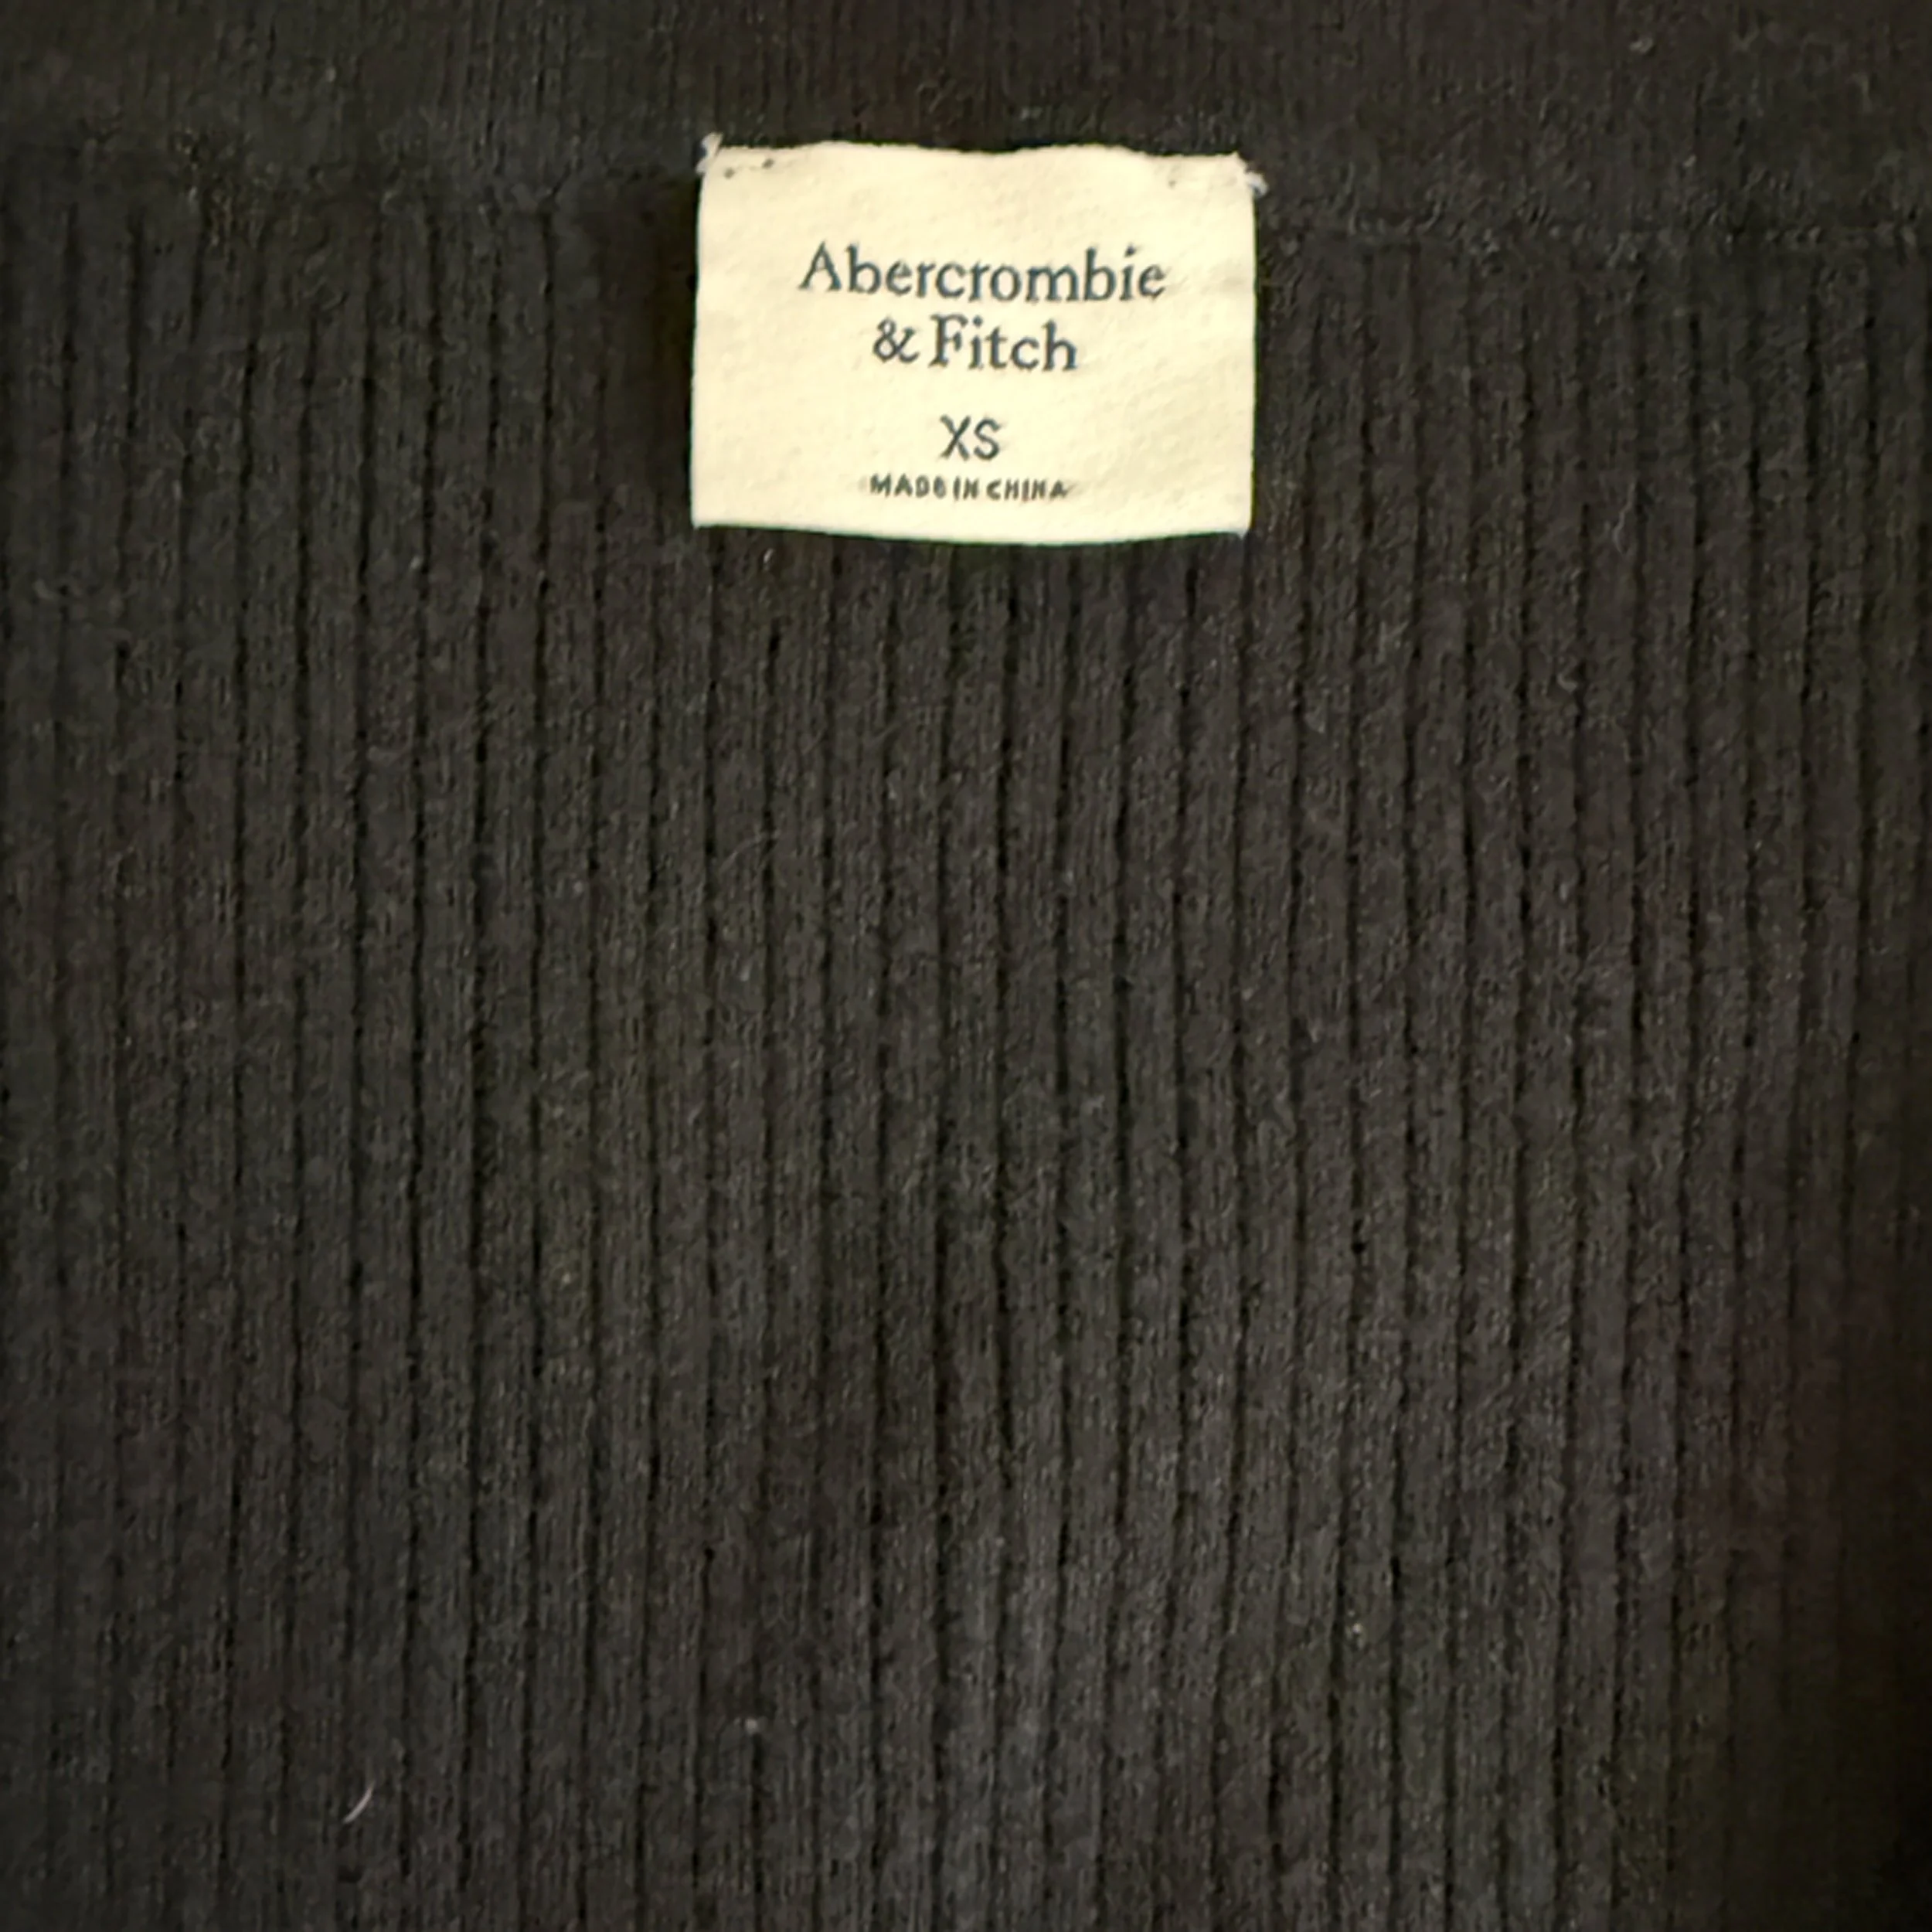 Abercrombie
& Fitch
XS
MADE IN CHINA